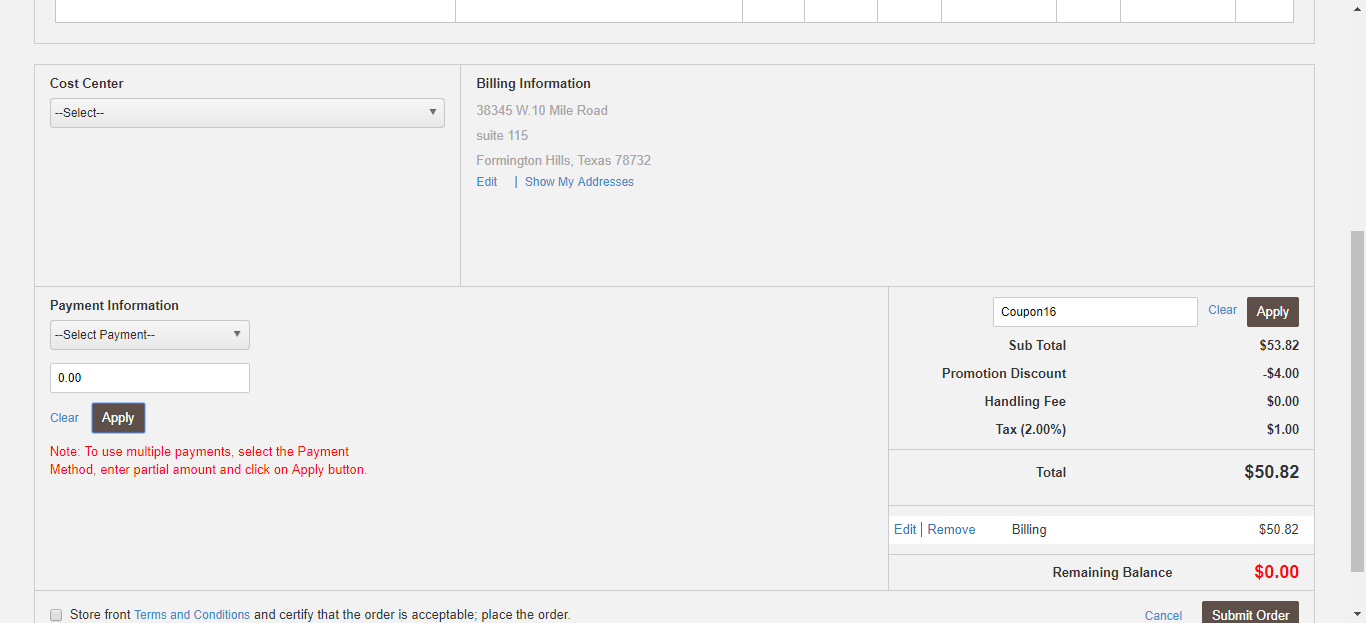 Cost Center
--Select--
Billing Information
38345 W.10 Mile Road
suite 115
Formington Hills, Texas 78732
Edit | Show My Addresses
Payment Information
--Select Payment--
0.00
Clear Apply
Note: To use multiple payments, select the Payment
Method, enter partial amount and click on Apply button.
Coupon16 Clear Apply
Sub Total $53.82
Promotion Discount -$4.00
Handling Fee $0.00
Tax (2.00%) $1.00
Total $50.82
Edit | Remove Billing $50.82
Remaining Balance $0.00
Store front Terms and Conditions and certify that the order is acceptable; place the order.
Cancel Submit Order